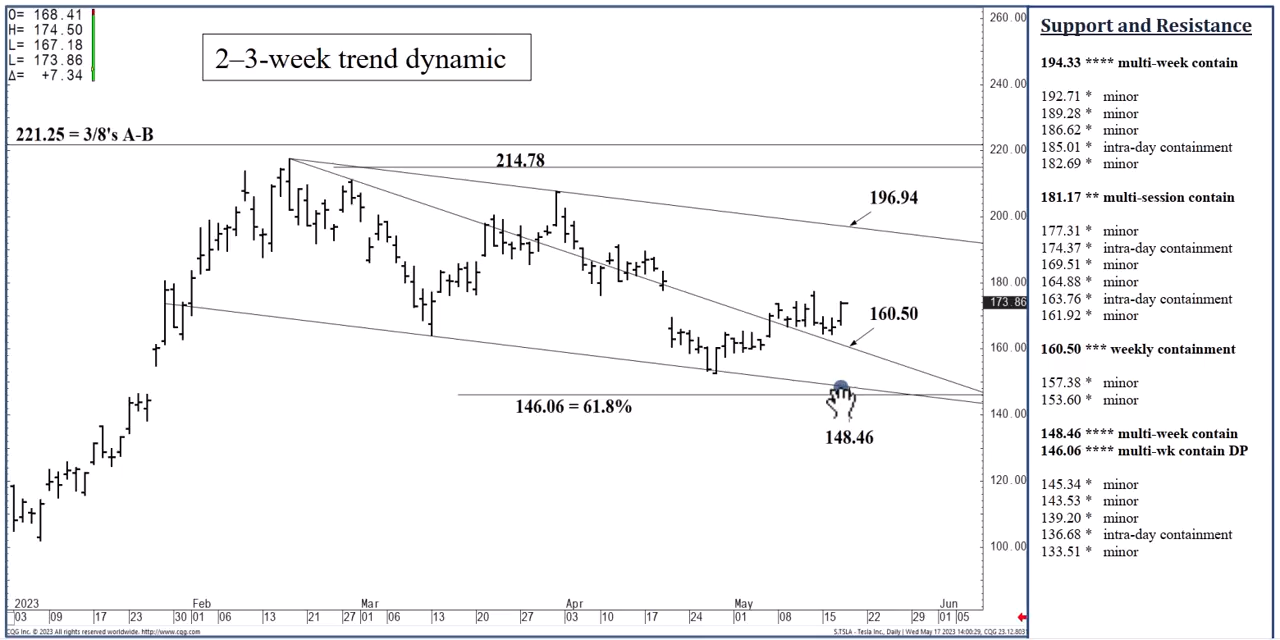 O= 168.41
H= 174.50
L= 167.18
L= 173.86
Δ= +7.34
2–3-week trend dynamic
221.25 = 3/8's A-B
214.78
196.94
160.50
146.06 = 61.8%
148.46
260.00
240.00
220.00
200.00
180.00
173.86
160.00
140.00
120.00
100.00
2023 Feb Mar Apr May Jun
03 09 17 23 30 01 06 13 21 27 01 06 13 20 27 03 10 17 24 01 08 15 22 29 01 05
CQG Inc. © 2023 All rights reserved worldwide. http://www.cqg.com
S.TSLA - Tesla Inc., Daily | Wed May 17 2023 14:00:29, CQG 23.12.803
Support and Resistance
194.33 **** multi-week contain
192.71 * minor
189.28 * minor
186.62 * minor
185.01 * intra-day containment
182.69 * minor
181.17 ** multi-session contain
177.31 * minor
174.37 * intra-day containment
169.51 * minor
164.88 * minor
163.76 * intra-day containment
161.92 * minor
160.50 *** weekly containment
157.38 * minor
153.60 * minor
148.46 **** multi-week contain
146.06 **** multi-wk contain DP
145.34 * minor
143.53 * minor
139.20 * minor
136.68 * intra-day containment
133.51 * minor